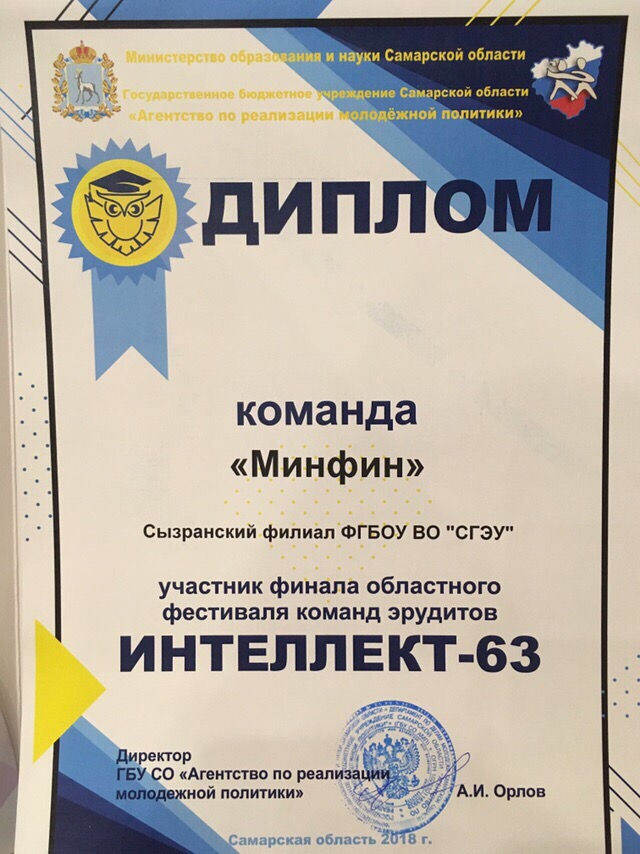 Министерство образования и науки Самарской области
Государственное бюджетное учреждение Самарской области
«Агентство по реализации молодёжной политики»
ДИПЛОМ
команда
«Минфин»
Сызранский филиал ФГБОУ ВО "СГЭУ"
участник финала областного
фестиваля команд эрудитов
ИНТЕЛЛЕКТ-63
Директор
ГБУ СО «Агентство по реализации
молодежной политики»
А.И. Орлов
Самарская область 2018 г.